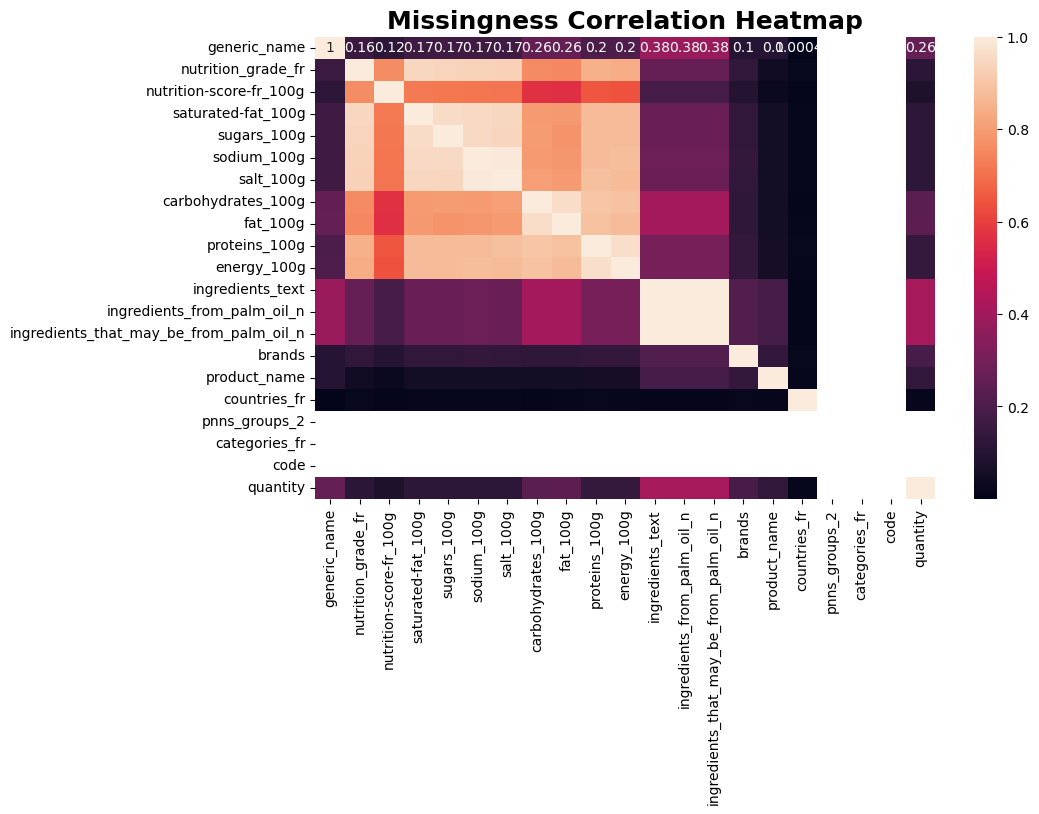 Missingness Correlation Heatmap
generic_name 1 0.16 0.12 0.17 0.17 0.17 0.17 0.26 0.26 0.2 0.2 0.38 0.38 0.38 0.1 0.26 1.0
nutrition_grade_fr
nutrition-score-fr_100g
saturated-fat_100g 0.8
sugars_100g
sodium_100g
salt_100g
carbohydrates_100g 0.6
fat_100g
proteins_100g
energy_100g
ingredients_text
ingredients_from_palm_oil_n 0.4
ingredients_that_may_be_from_palm_oil_n
brands
product_name
countries_fr 0.2
pnns_groups_2
categories_fr
code
quantity
generic_name
nutrition_grade_fr
nutrition-score-fr_100g
saturated-fat_100g
sugars_100g
sodium_100g
salt_100g
carbohydrates_100g
fat_100g
proteins_100g
energy_100g
ingredients_text
ingredients_from_palm_oil_n
ingredients_that_may_be_from_palm_oil_n
brands
product_name
countries_fr
pnns_groups_2
categories_fr
code
quantity